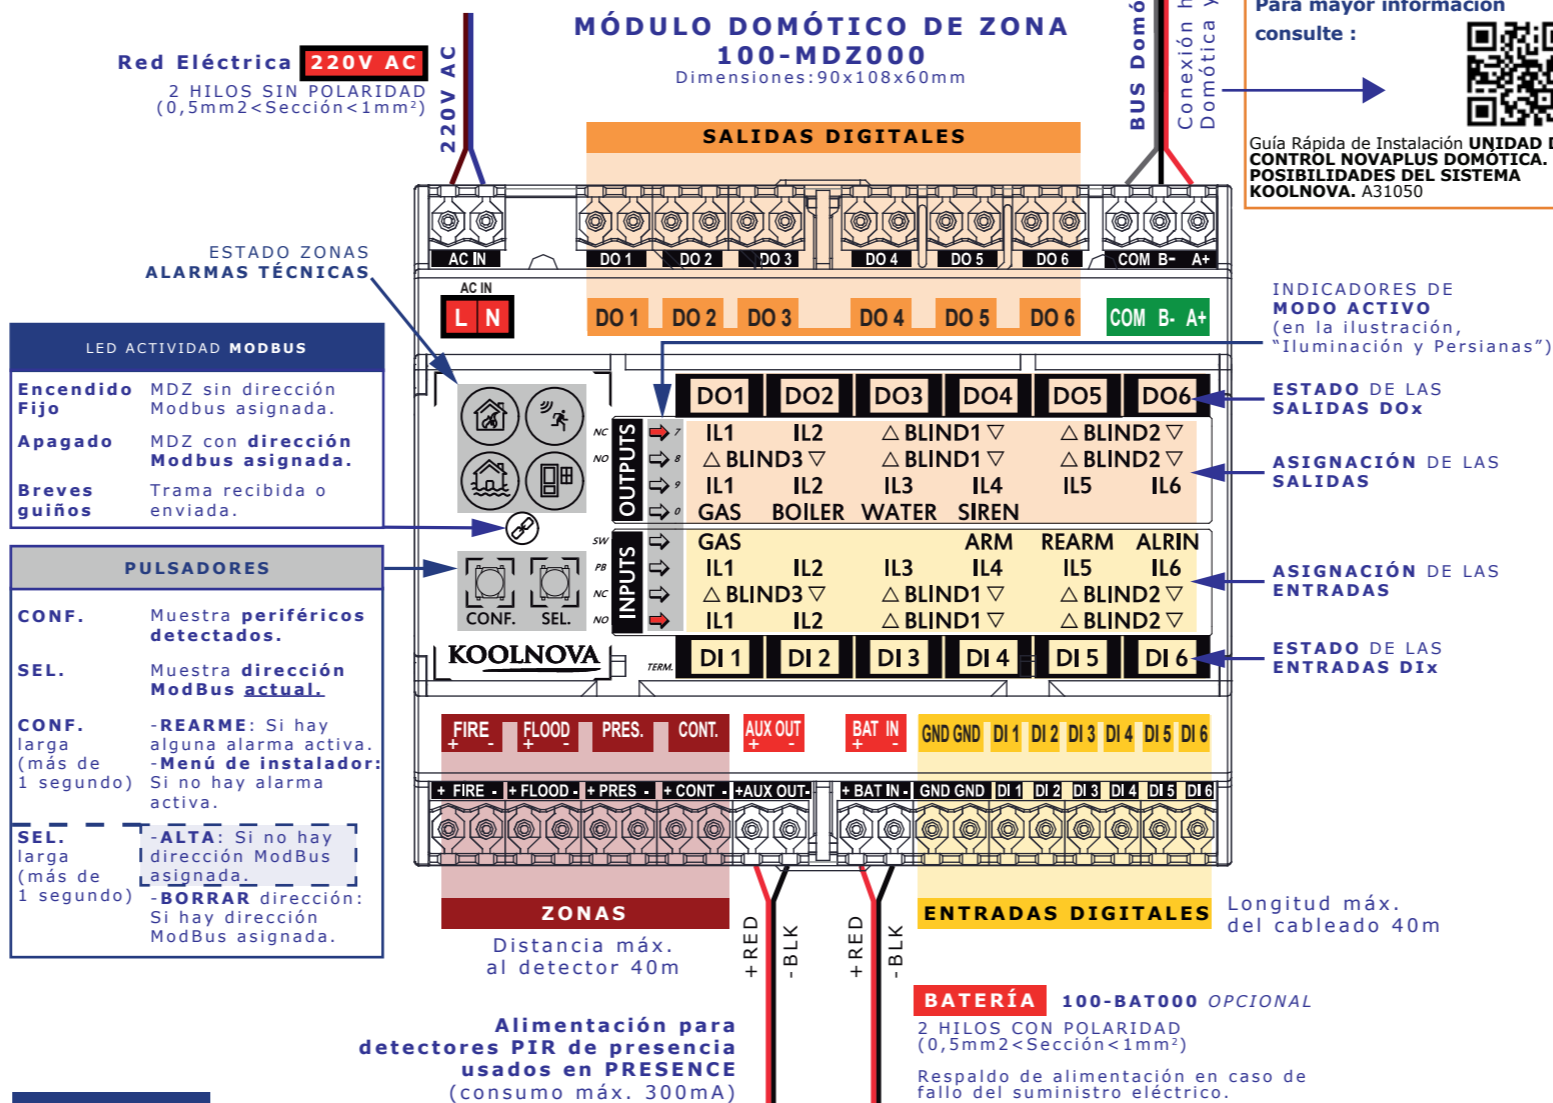 MÓDULO DOMÓTICO DE ZONA
100-MDZ000
Dimensiones:90x108x60mm
Red Eléctrica 220V AC
2 HILOS SIN POLARIDAD
(0,5mm2<Sección<1mm²)
220V AC
BUS Domó
Conexión h
Domótica y
Para mayor información
consulte :
Guía Rápida de Instalación UNIDAD D
CONTROL NOVAPLUS DOMÓTICA.
POSIBILIDADES DEL SISTEMA
KOOLNOVA. A31050
SALIDAS DIGITALES
AC IN DO 1 DO 2 DO 3 DO 4 DO 5 DO 6 COM B- A+
AC IN
L N DO 1 DO 2 DO 3 DO 4 DO 5 DO 6 COM B- A+
ESTADO ZONAS
ALARMAS TÉCNICAS
INDICADORES DE
MODO ACTIVO
(en la ilustración,
"Iluminación y Persianas")
LED ACTIVIDAD MODBUS
Encendido Fijo MDZ sin dirección
Modbus asignada.
Apagado MDZ con dirección
Modbus asignada.
Breves guiños Trama recibida o
enviada.
DO1 DO2 DO3 DO4 DO5 DO6
ESTADO DE LAS
SALIDAS DOx
OUTPUTS
NC 7 IL1 IL2 △ BLIND1 ▽ △ BLIND2 ▽
NO 8 △ BLIND3 ▽ △ BLIND1 ▽ △ BLIND2 ▽
9 IL1 IL2 IL3 IL4 IL5 IL6
0 GAS BOILER WATER SIREN
ASIGNACIÓN DE LAS
SALIDAS
INPUTS
SW GAS ARM REARM ALRIN
PB IL1 IL2 IL3 IL4 IL5 IL6
NC △ BLIND3 ▽ △ BLIND1 ▽ △ BLIND2 ▽
NO IL1 IL2 △ BLIND1 ▽ △ BLIND2 ▽
ASIGNACIÓN DE LAS
ENTRADAS
CONF. SEL.
KOOLNOVA
TERM. DI 1 DI 2 DI 3 DI 4 DI 5 DI 6
ESTADO DE LAS
ENTRADAS DIx
PULSADORES
CONF. Muestra periféricos
detectados.
SEL. Muestra dirección
ModBus actual.
CONF. -REARME: Si hay
larga alguna alarma activa.
(más de -Menú de instalador:
1 segundo) Si no hay alarma
activa.
SEL. -ALTA: Si no hay
larga dirección ModBus
(más de asignada.
1 segundo) -BORRAR dirección:
Si hay dirección
ModBus asignada.
FIRE FLOOD PRES. CONT. AUX OUT BAT IN GND GND DI 1 DI 2 DI 3 DI 4 DI 5 DI 6
+ - + - + - + -
+ FIRE - + FLOOD - + PRES - + CONT - +AUX OUT- + BAT IN - GND GND DI 1 DI 2 DI 3 DI 4 DI 5 DI 6
ZONAS
Distancia máx.
al detector 40m
+RED
-BLK
+RED
-BLK
ENTRADAS DIGITALES
Longitud máx.
del cableado 40m
Alimentación para
detectores PIR de presencia
usados en PRESENCE
(consumo máx. 300mA)
BATERÍA 100-BAT000 OPCIONAL
2 HILOS CON POLARIDAD
(0,5mm2<Sección<1mm²)
Respaldo de alimentación en caso de
fallo del suministro eléctrico.